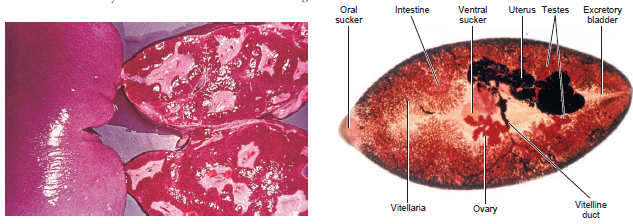 Oral
sucker
Intestine
Ventral
sucker
Uterus Testes
Excretory
bladder
Vitellaria
Ovary
Vitelline
duct